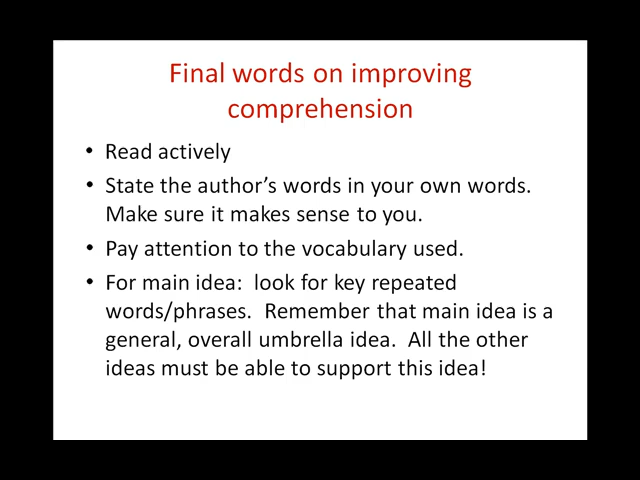 Final words on improving
comprehension
• Read actively
• State the author’s words in your own words.
Make sure it makes sense to you.
• Pay attention to the vocabulary used.
• For main idea:  look for key repeated
words/phrases.  Remember that main idea is a
general, overall umbrella idea.  All the other
ideas must be able to support this idea!